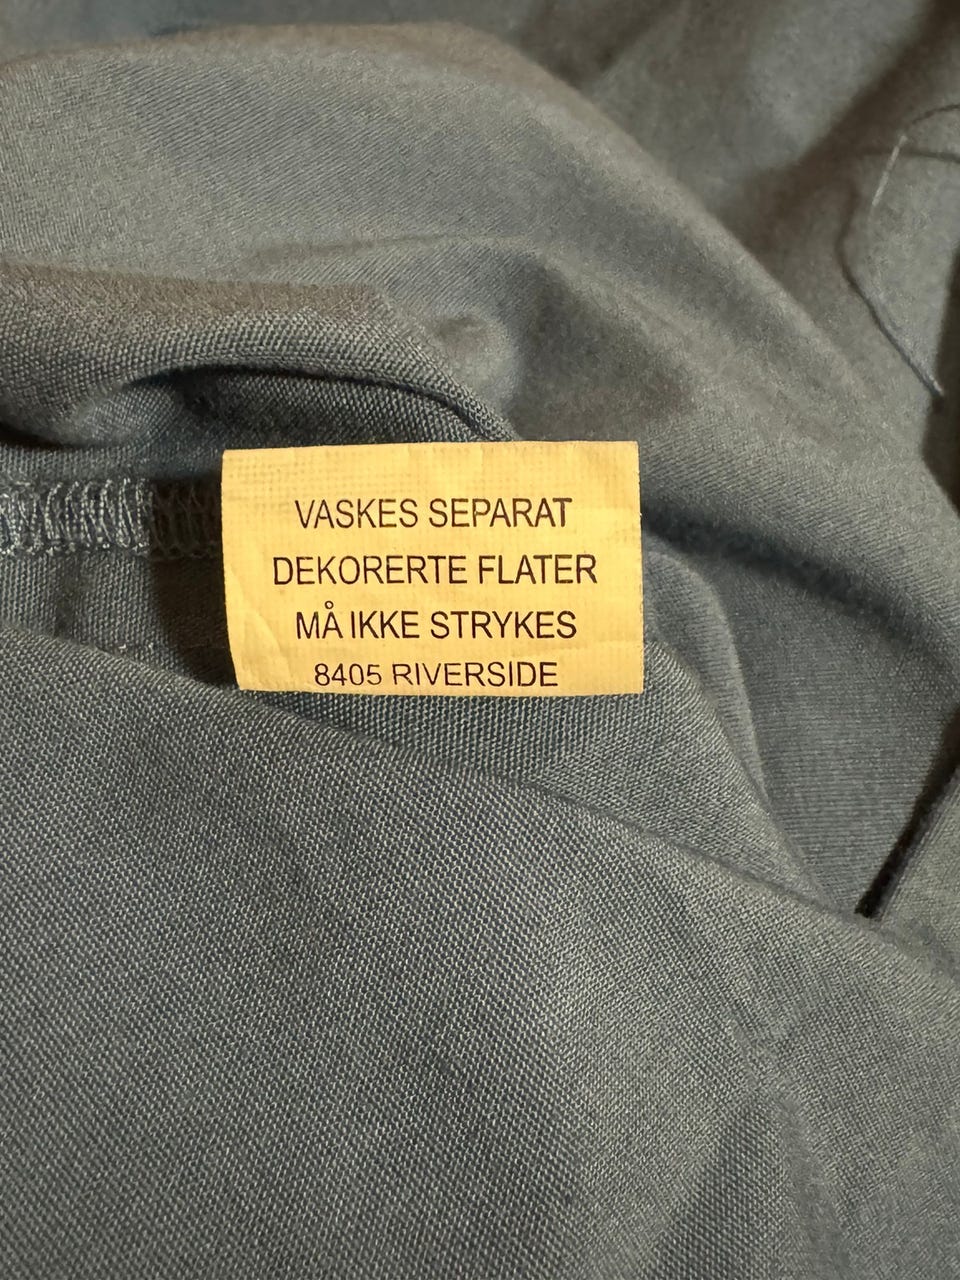 VASKES SEPARAT
DEKORERTE FLATER
MÅ IKKE STRYKES
8405 RIVERSIDE